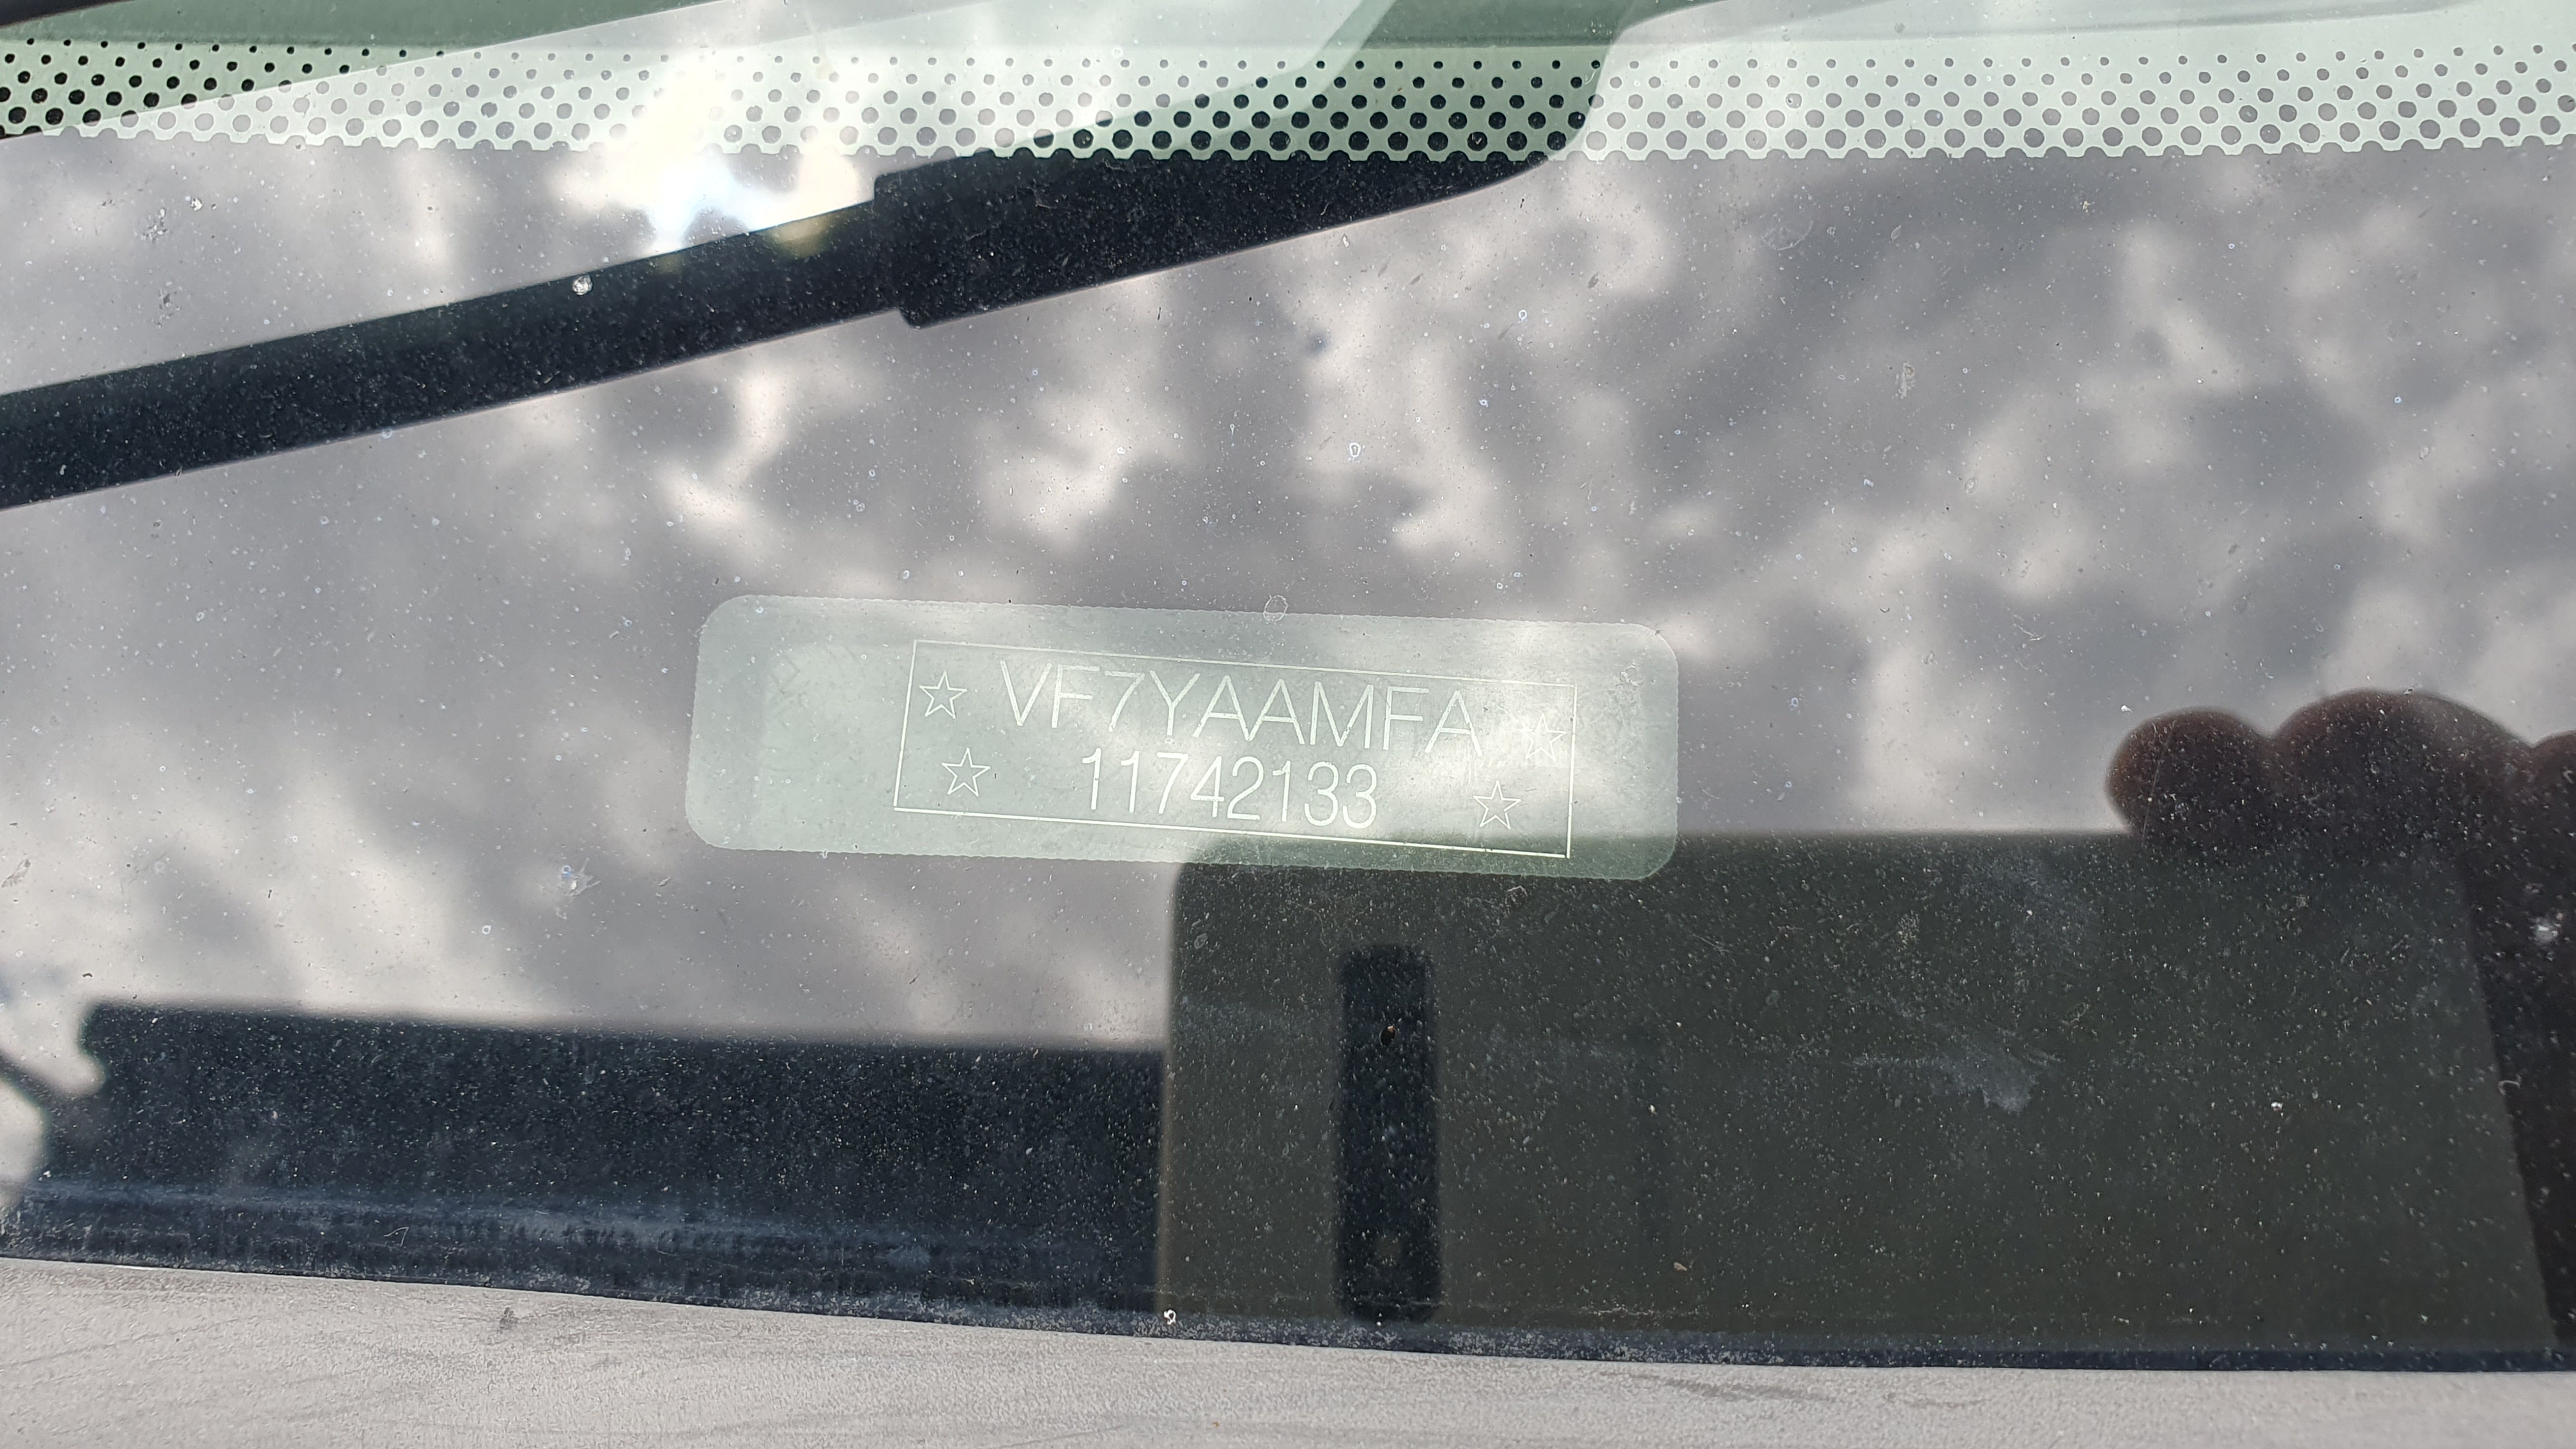 ☆ VF7YAAMFA ☆
☆ 11742133 ☆